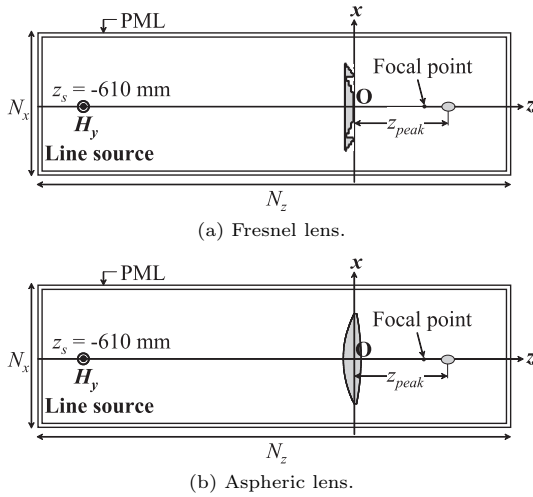 x
PML
z_s = -610 mm
Focal point
O
z
N_x
H_y
z_peak
Line source
N_z
(a) Fresnel lens.
x
PML
z_s = -610 mm
Focal point
O
z
N_x
H_y
z_peak
Line source
N_z
(b) Aspheric lens.